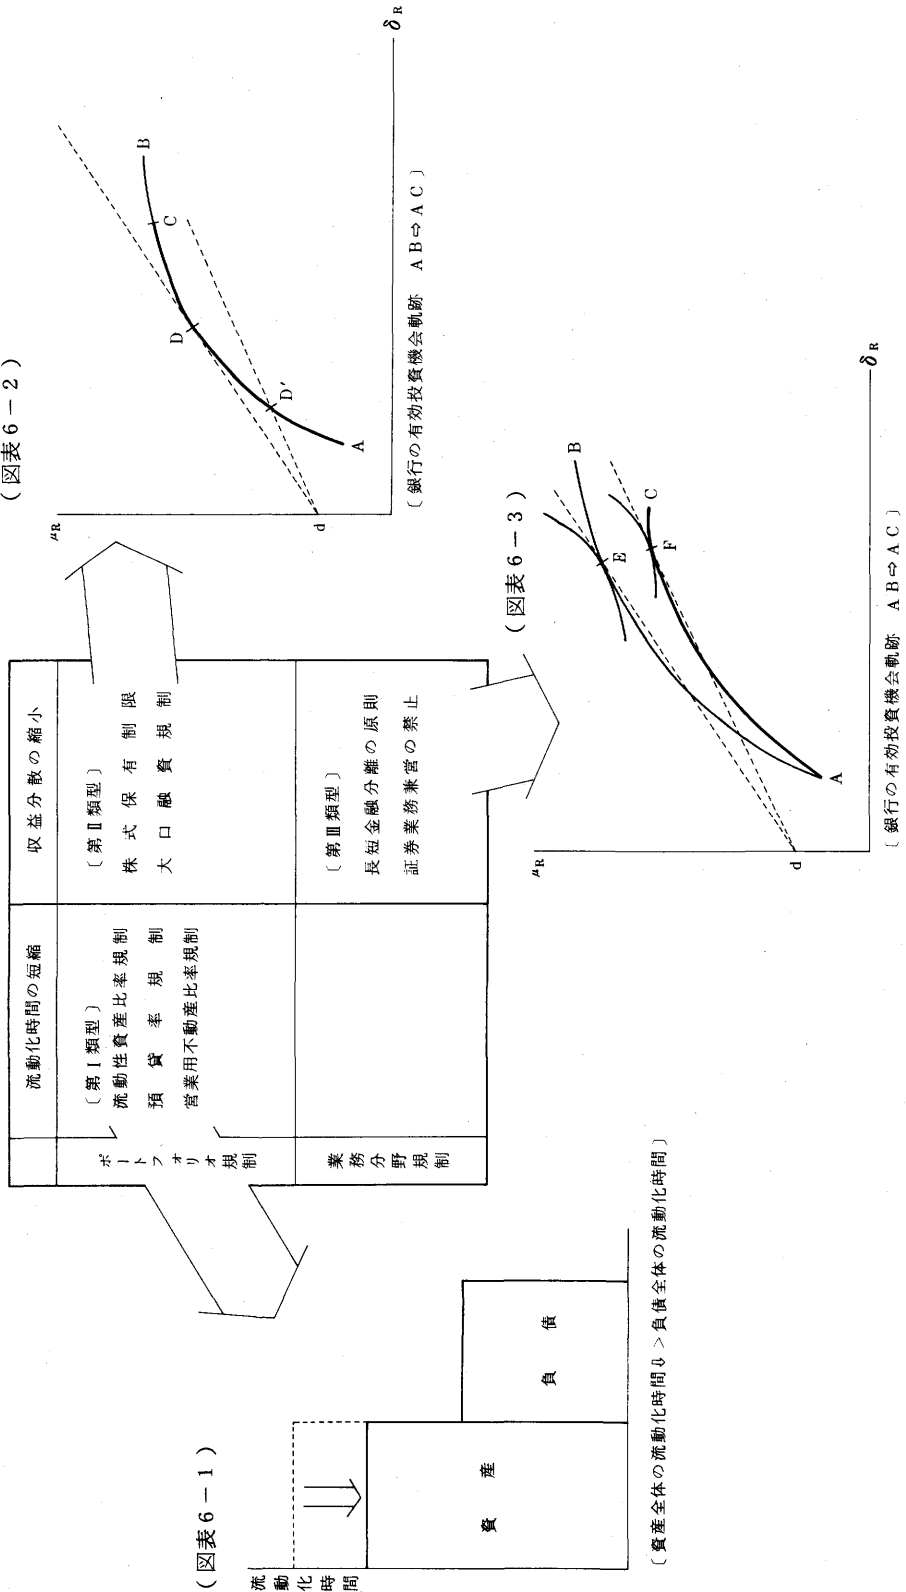 (図表6-1)
流動化時間
資産
負債
〔資産全体の流動化時間⇩>負債全体の流動化時間〕
流動化時間の短縮
収益分散の縮小
ポートフォリオ規制
〔第Ⅰ類型〕
流動性資産比率規制
預貸率規制
営業用不動産比率規制
〔第Ⅱ類型〕
株式保有制限
大口融資規制
業務分野規制
〔第Ⅲ類型〕
長短金融分離の原則
証券業務兼営の禁止
(図表6-2)
μR
B
C
D
D′
A
d
δR
〔銀行の有効投資機会軌跡 AB⇨AC〕
(図表6-3)
μR
B
E
C
F
A
d
δR
〔銀行の有効投資機会軌跡 AB⇨AC〕